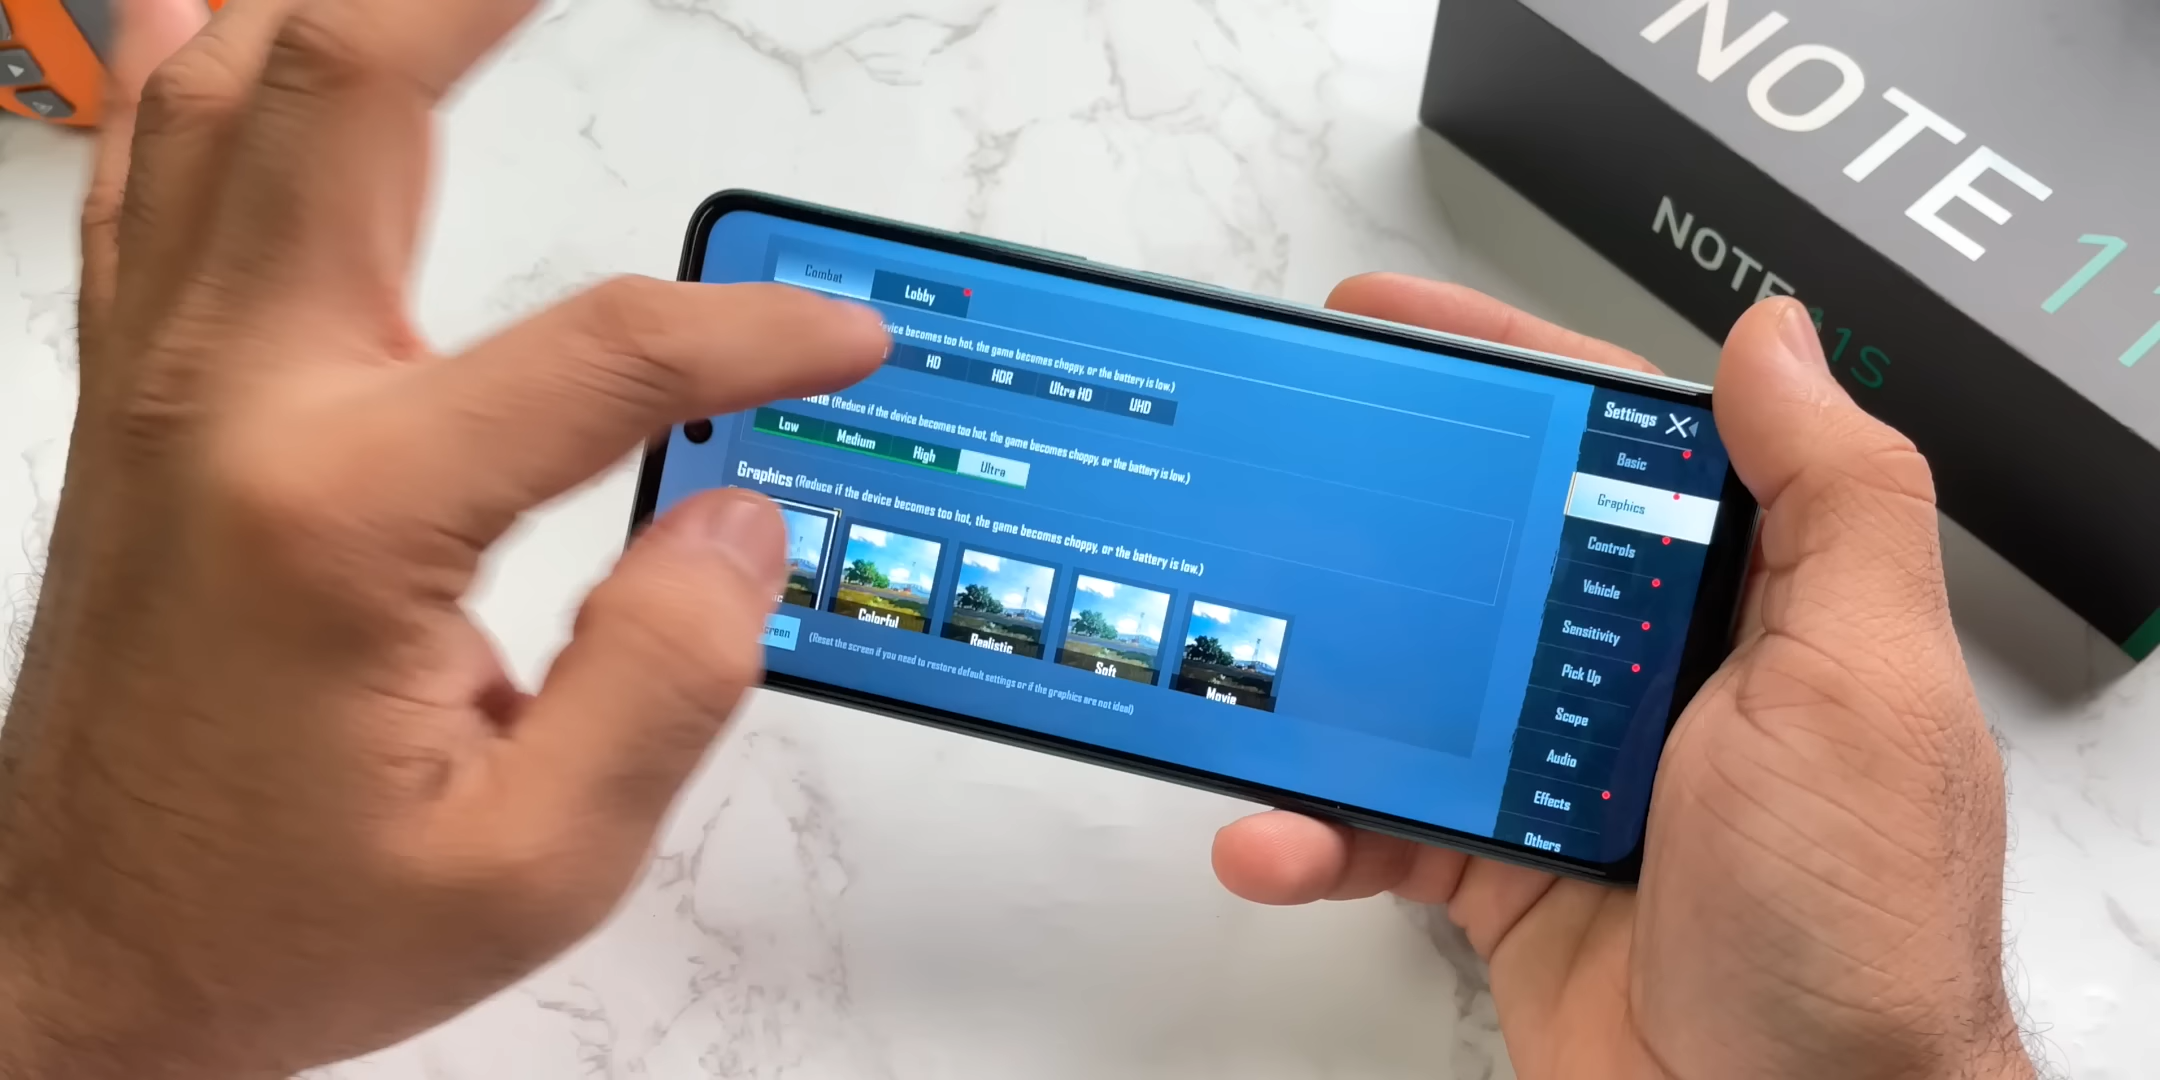 NOTE 11
NOTE 11S
Combat
Lobby
device becomes too hot, the game becomes choppy, or the battery is low.)
HD
HDR
Ultra HD
UHD
(Reduce if the device becomes too hot, the game becomes choppy, or the battery is low.)
Low
Medium
High
Ultra
Graphics (Reduce if the device becomes too hot, the game becomes choppy, or the battery is low.)
Colorful
Realistic
Soft
Movie
(Reset the screen if you need to restore default settings or if the graphics are not ideal)
Settings
Basic
Graphics
Controls
Vehicle
Sensitivity
Pick Up
Scope
Audio
Effects
Others